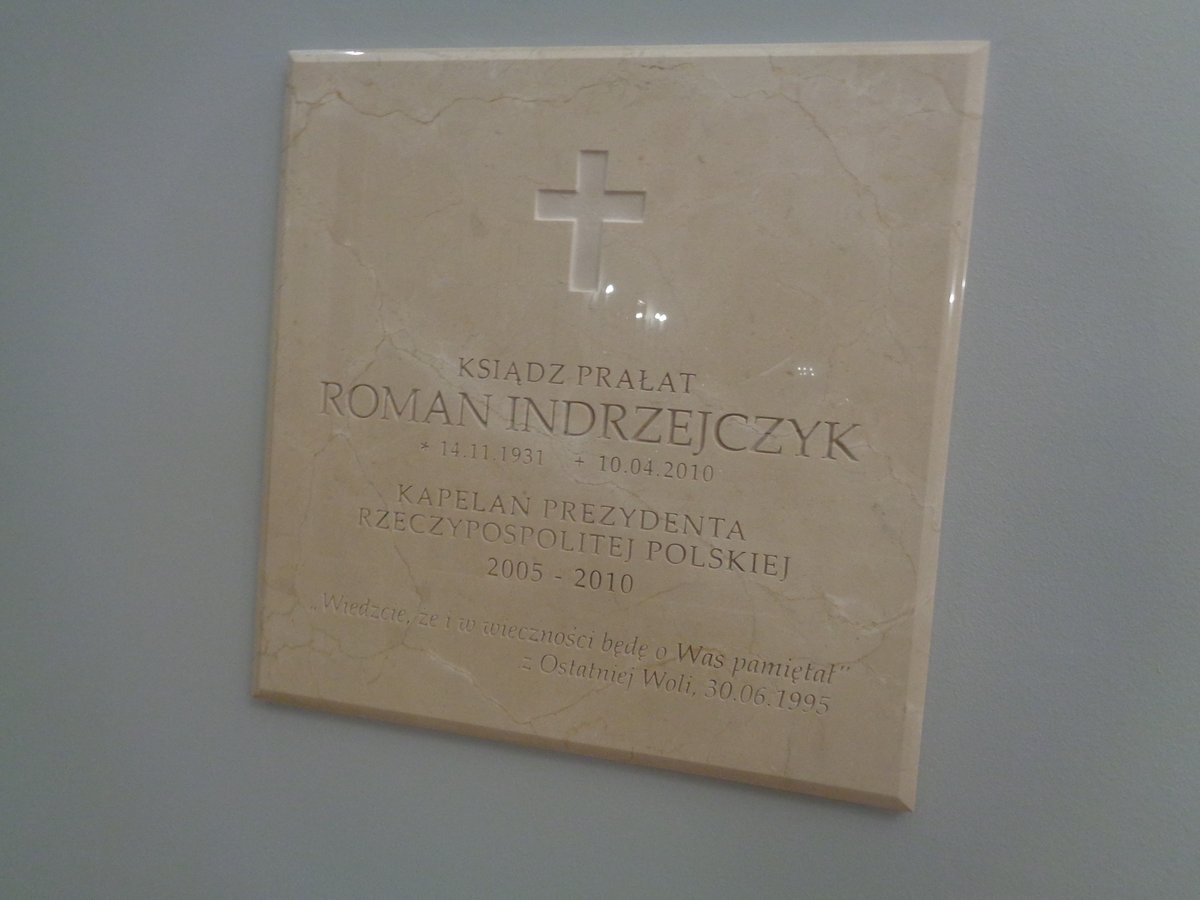 KSIĄDZ PRAŁAT
ROMAN INDRZEJCZYK
* 14.11.1931 + 10.04.2010
KAPELAN PREZYDENTA
RZECZYPOSPOLITEJ POLSKIEJ
2005 - 2010
„Wiedzcie, że i w wieczności będę o Was pamiętał”
z Ostatniej Woli, 30.06.1995